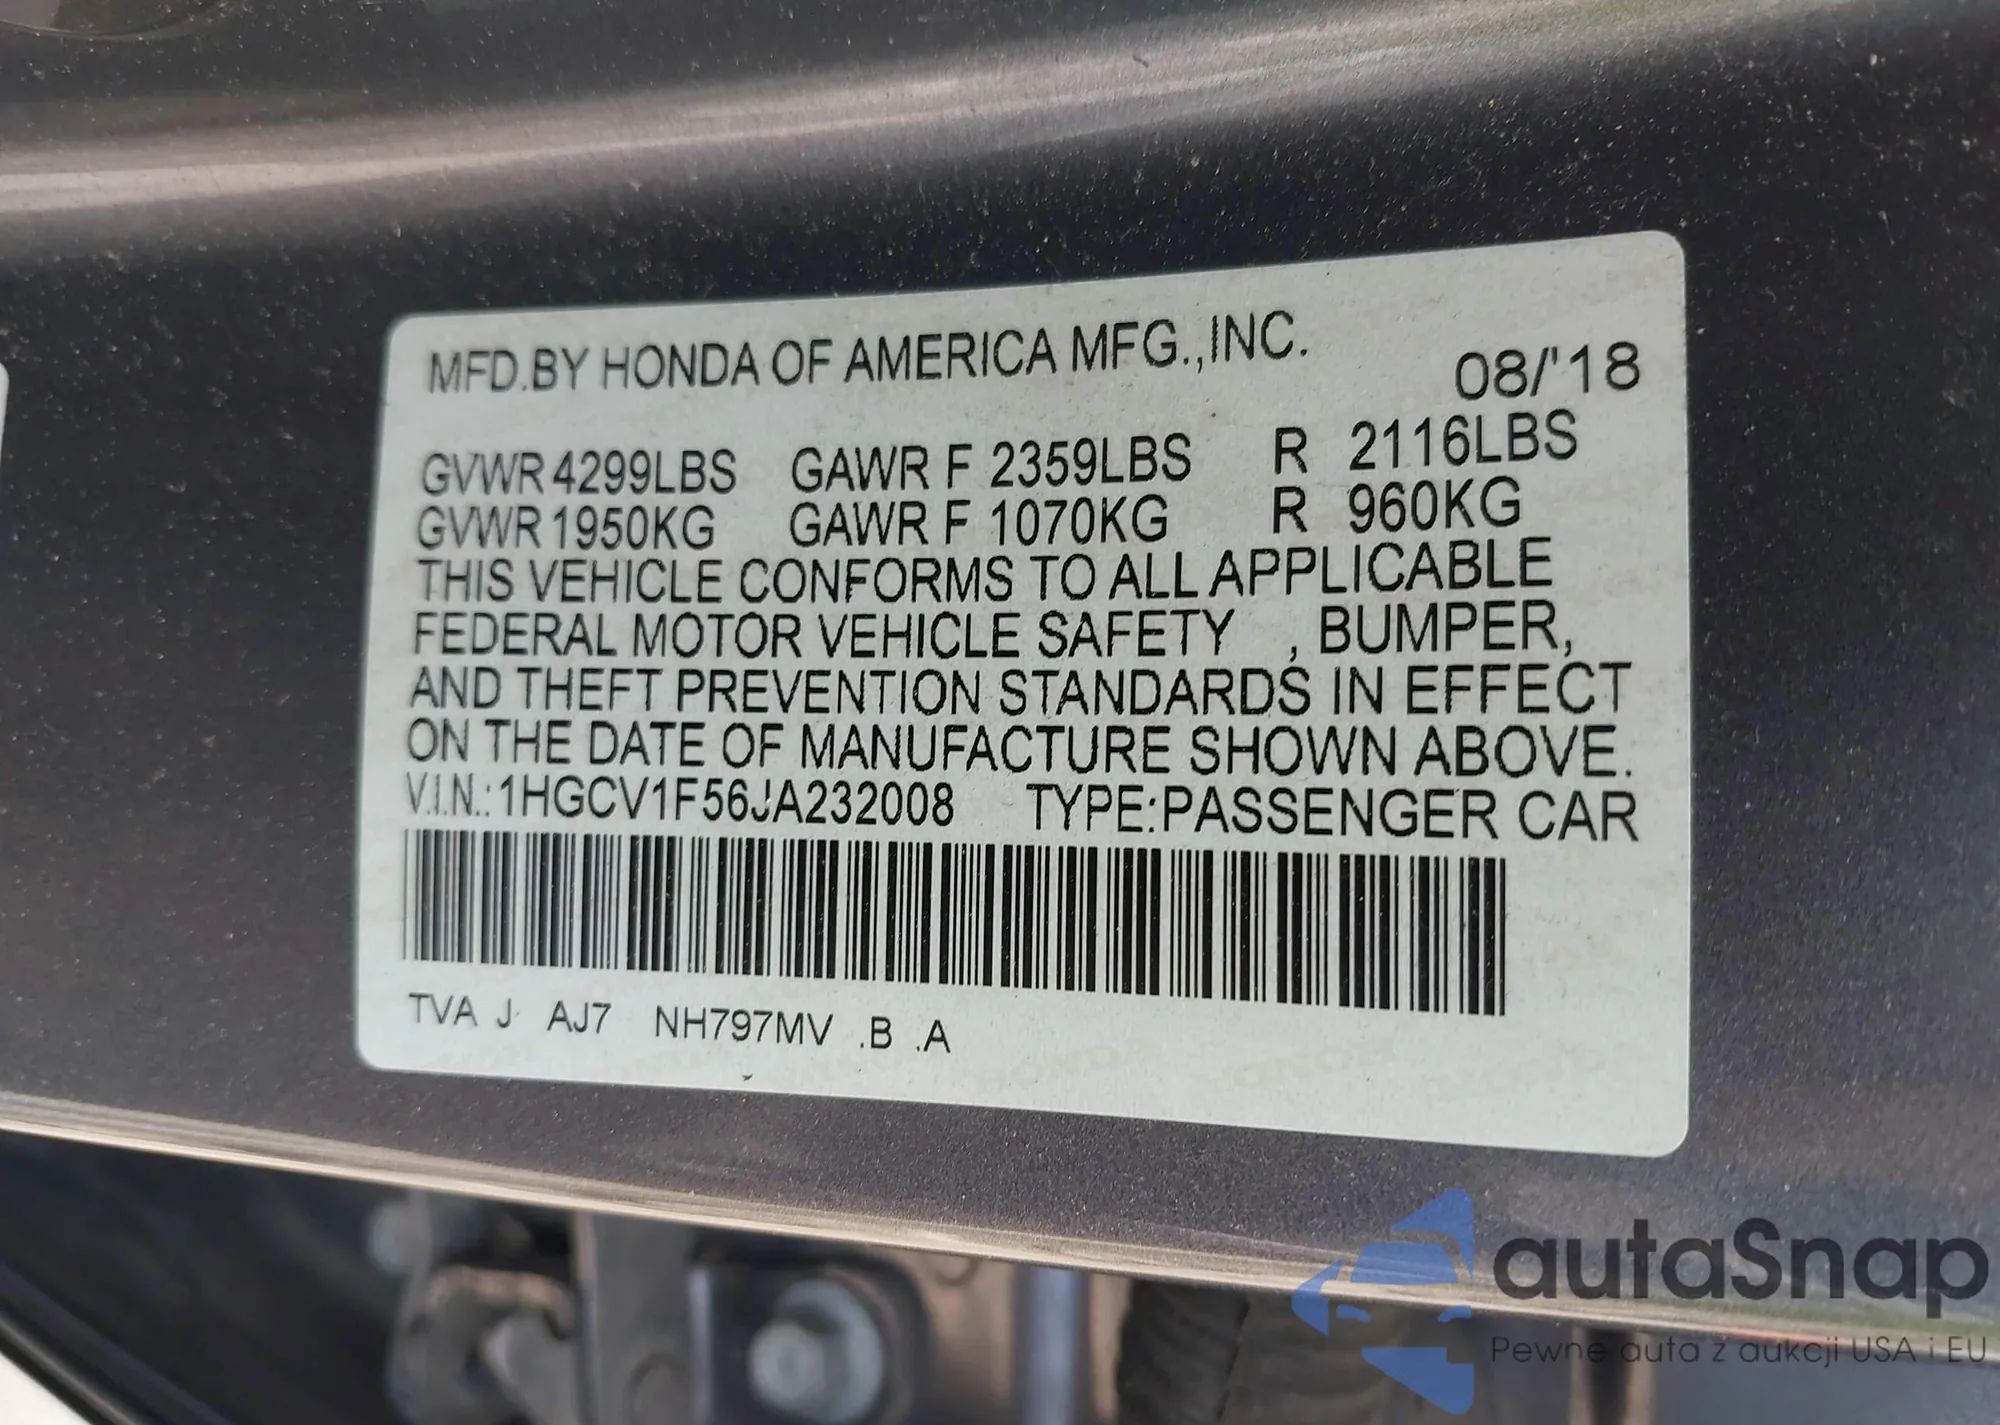 MFD.BY HONDA OF AMERICA MFG.,INC. 08/'18
GVWR 4299LBS GAWR F 2359LBS R 2116LBS
GVWR 1950KG GAWR F 1070KG R 960KG
THIS VEHICLE CONFORMS TO ALL APPLICABLE
FEDERAL MOTOR VEHICLE SAFETY , BUMPER,
AND THEFT PREVENTION STANDARDS IN EFFECT
ON THE DATE OF MANUFACTURE SHOWN ABOVE.
V.I.N.:1HGCV1F56JA232008 TYPE:PASSENGER CAR
TVA J AJ7 NH797MV .B .A
autaSnap
Pewne auta z aukcji USA i EU